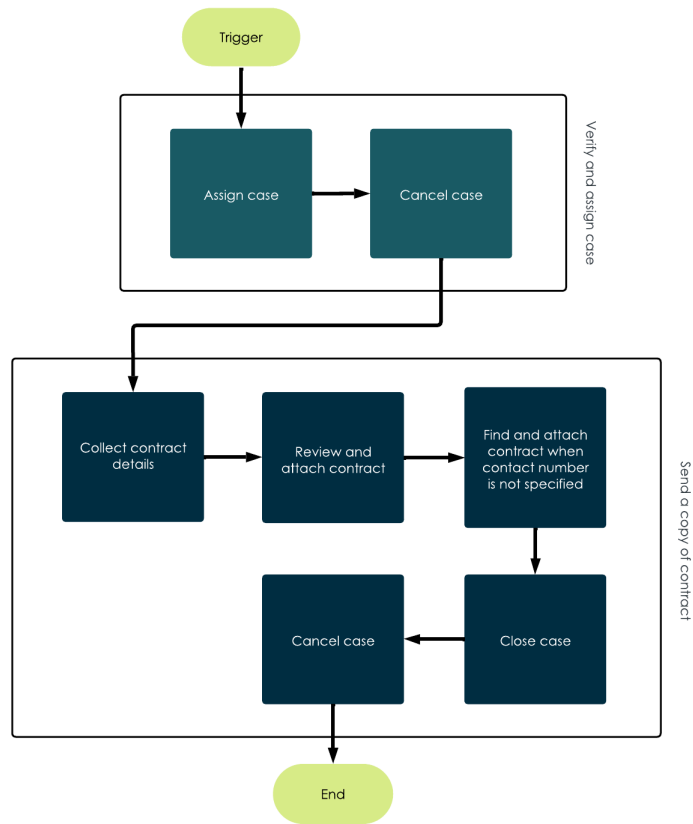 Trigger
Verify and assign case
Assign case
Cancel case
Send a copy of contract
Collect contract
details
Review and
attach contract
Find and attach
contract when
contact number
is not specified
Cancel case
Close case
End